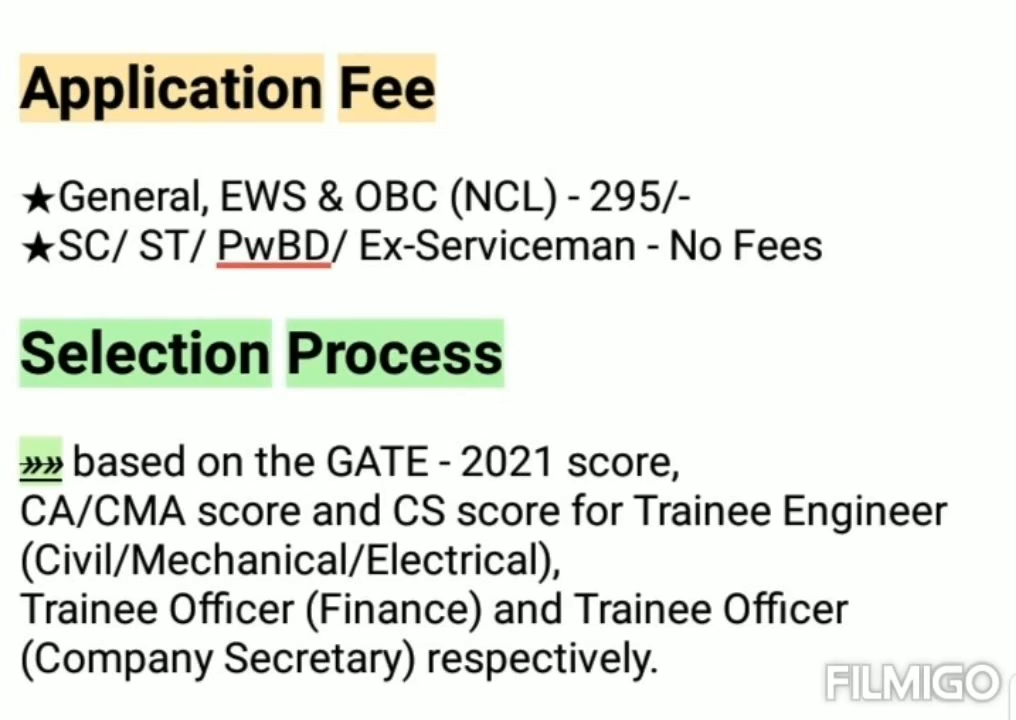 Application Fee
★General, EWS & OBC (NCL) - 295/-
★SC/ ST/ PwBD/ Ex-Serviceman - No Fees
Selection Process
»» based on the GATE - 2021 score,
CA/CMA score and CS score for Trainee Engineer
(Civil/Mechanical/Electrical),
Trainee Officer (Finance) and Trainee Officer
(Company Secretary) respectively.
FILMIGO